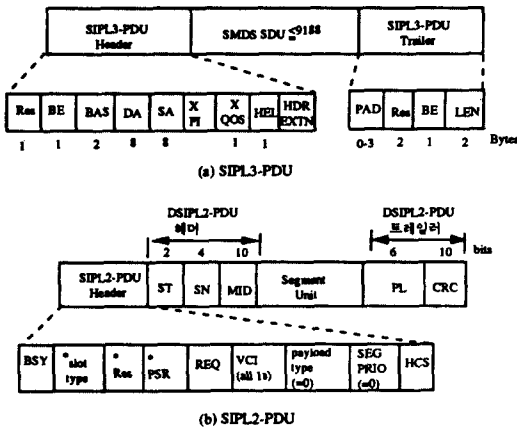 SIPL3-PDU Header
SMDS SDU ≤9188
SIPL3-PDU Trailer
Res BE BAS DA SA X PI X QOS HEL HDR EXTN
PAD Res BE LEN
1 1 2 8 8 1 1
0-3 2 1 2 Bytes
(a) SIPL3-PDU
DSIPL2-PDU 헤더
DSIPL2-PDU 트레일러
2 4 10
6 10 bits
SIPL2-PDU Header
ST SN MID
Segment Unit
PL CRC
BSY * slot type * Res * PSR REQ VCI (all 1s) payload type (=0) SEG PRIO (=0) HCS
(b) SIPL2-PDU